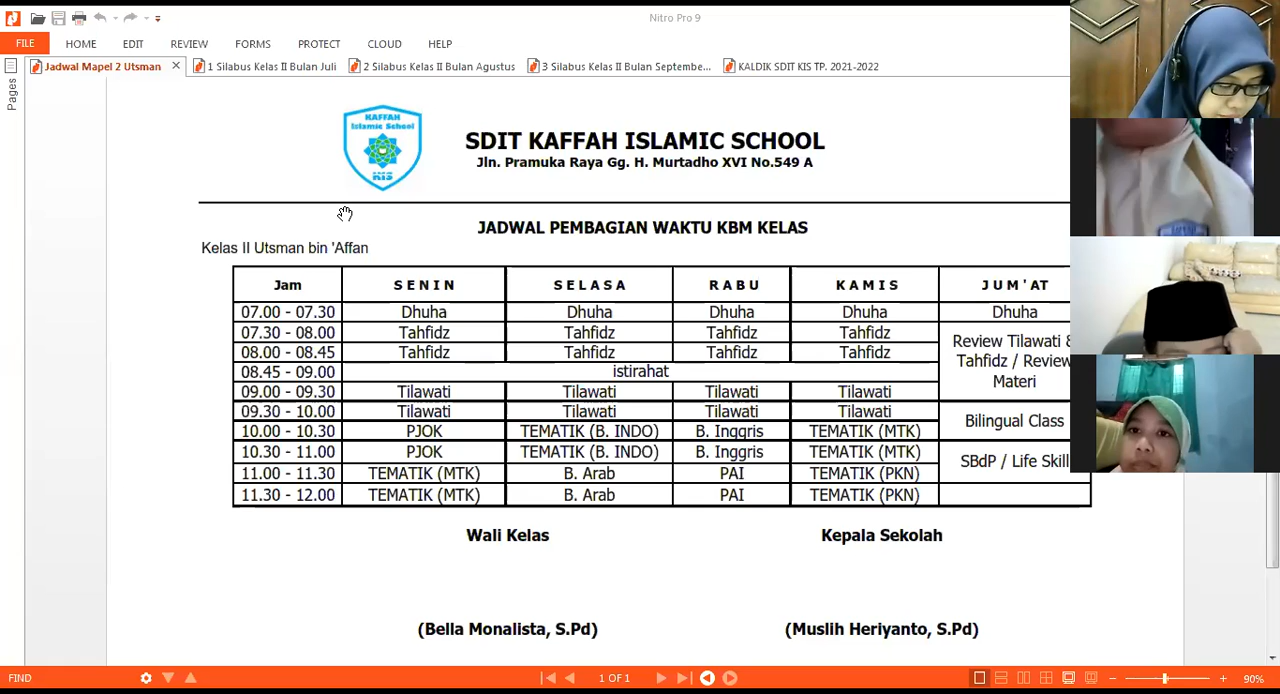 Nitro Pro 9
FILE HOME EDIT REVIEW FORMS PROTECT CLOUD HELP
Jadwal Mapel 2 Utsman 1 Silabus Kelas II Bulan Juli 2 Silabus Kelas II Bulan Agustus 3 Silabus Kelas II Bulan Septembe... KALDIK SDIT KIS TP. 2021-2022
Pages
KAFFAH
Islamic School
KIS
SDIT KAFFAH ISLAMIC SCHOOL
Jln. Pramuka Raya Gg. H. Murtadho XVI No.549 A
JADWAL PEMBAGIAN WAKTU KBM KELAS
Kelas II Utsman bin 'Affan
Jam SENIN SELASA RABU KAMIS JUM'AT
07.00 - 07.30 Dhuha Dhuha Dhuha Dhuha Dhuha
07.30 - 08.00 Tahfidz Tahfidz Tahfidz Tahfidz
Review Tilawati &
08.00 - 08.45 Tahfidz Tahfidz Tahfidz Tahfidz
Tahfidz / Review
08.45 - 09.00 istirahat
Materi
09.00 - 09.30 Tilawati Tilawati Tilawati Tilawati
09.30 - 10.00 Tilawati Tilawati Tilawati Tilawati
Bilingual Class
10.00 - 10.30 PJOK TEMATIK (B. INDO) B. Inggris TEMATIK (MTK)
10.30 - 11.00 PJOK TEMATIK (B. INDO) B. Inggris TEMATIK (MTK)
SBdP / Life Skill
11.00 - 11.30 TEMATIK (MTK) B. Arab PAI TEMATIK (PKN)
11.30 - 12.00 TEMATIK (MTK) B. Arab PAI TEMATIK (PKN)
Wali Kelas Kepala Sekolah
(Bella Monalista, S.Pd) (Muslih Heriyanto, S.Pd)
FIND 1 OF 1 90%